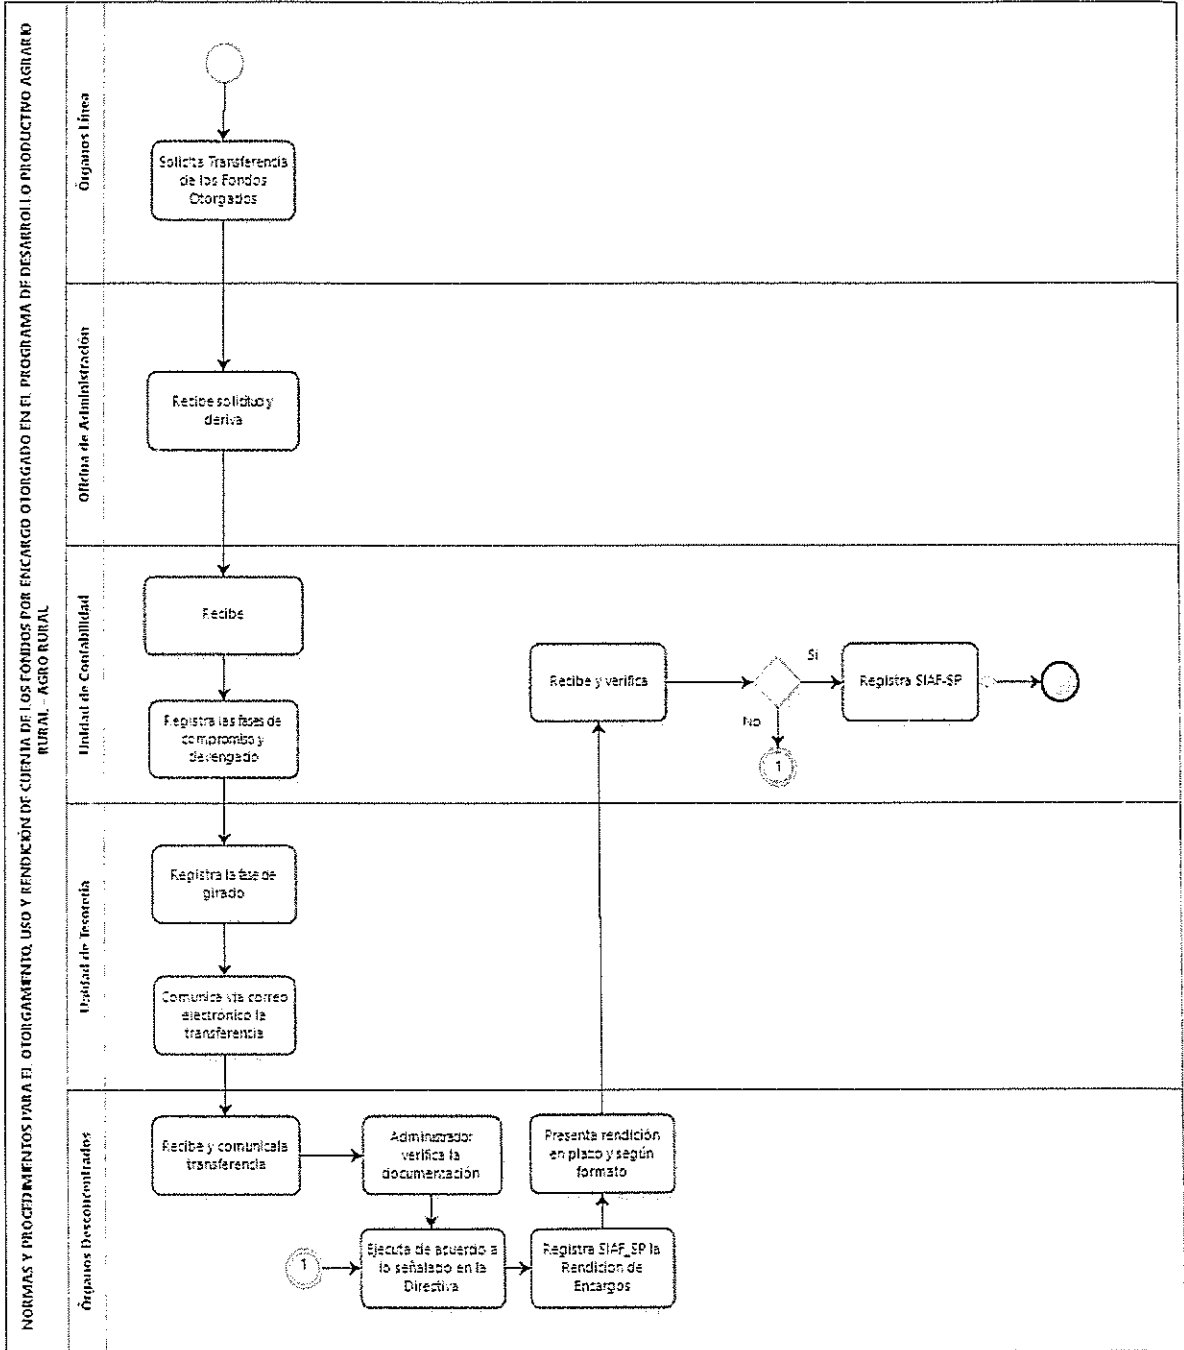 NORMAS Y PROCEDIMIENTOS PARA EL OTORGAMIENTO, USO Y RENDICIÓN DE CUENTA DE LOS FONDOS POR ENCARGO OTORGADO EN EL PROGRAMA DE DESARROLLO PRODUCTIVO AGRARIO
RURAL - AGRO RURAL
Órganos Línea
Solicita Transferencia
de los Fondos
Otorgados
Oficina de Administración
Recibe solicitud y
deriva
Unidad de Contabilidad
Recibe
Registra las fases de
compromiso y
devengado
Recibe y verifica
Si
No
1
Registra SIAF-SP
Unidad de Tesorería
Registra la fase de
girado
Comunica vía correo
electrónico la
transferencia
Órganos Desconcentrados
Recibe y comunica la
transferencia
Administrador
verifica la
documentación
1
Ejecuta de acuerdo a
lo señalado en la
Directiva
Registra SIAF_SP la
Rendicion de
Encargos
Presenta rendición
en plazo y según
formato